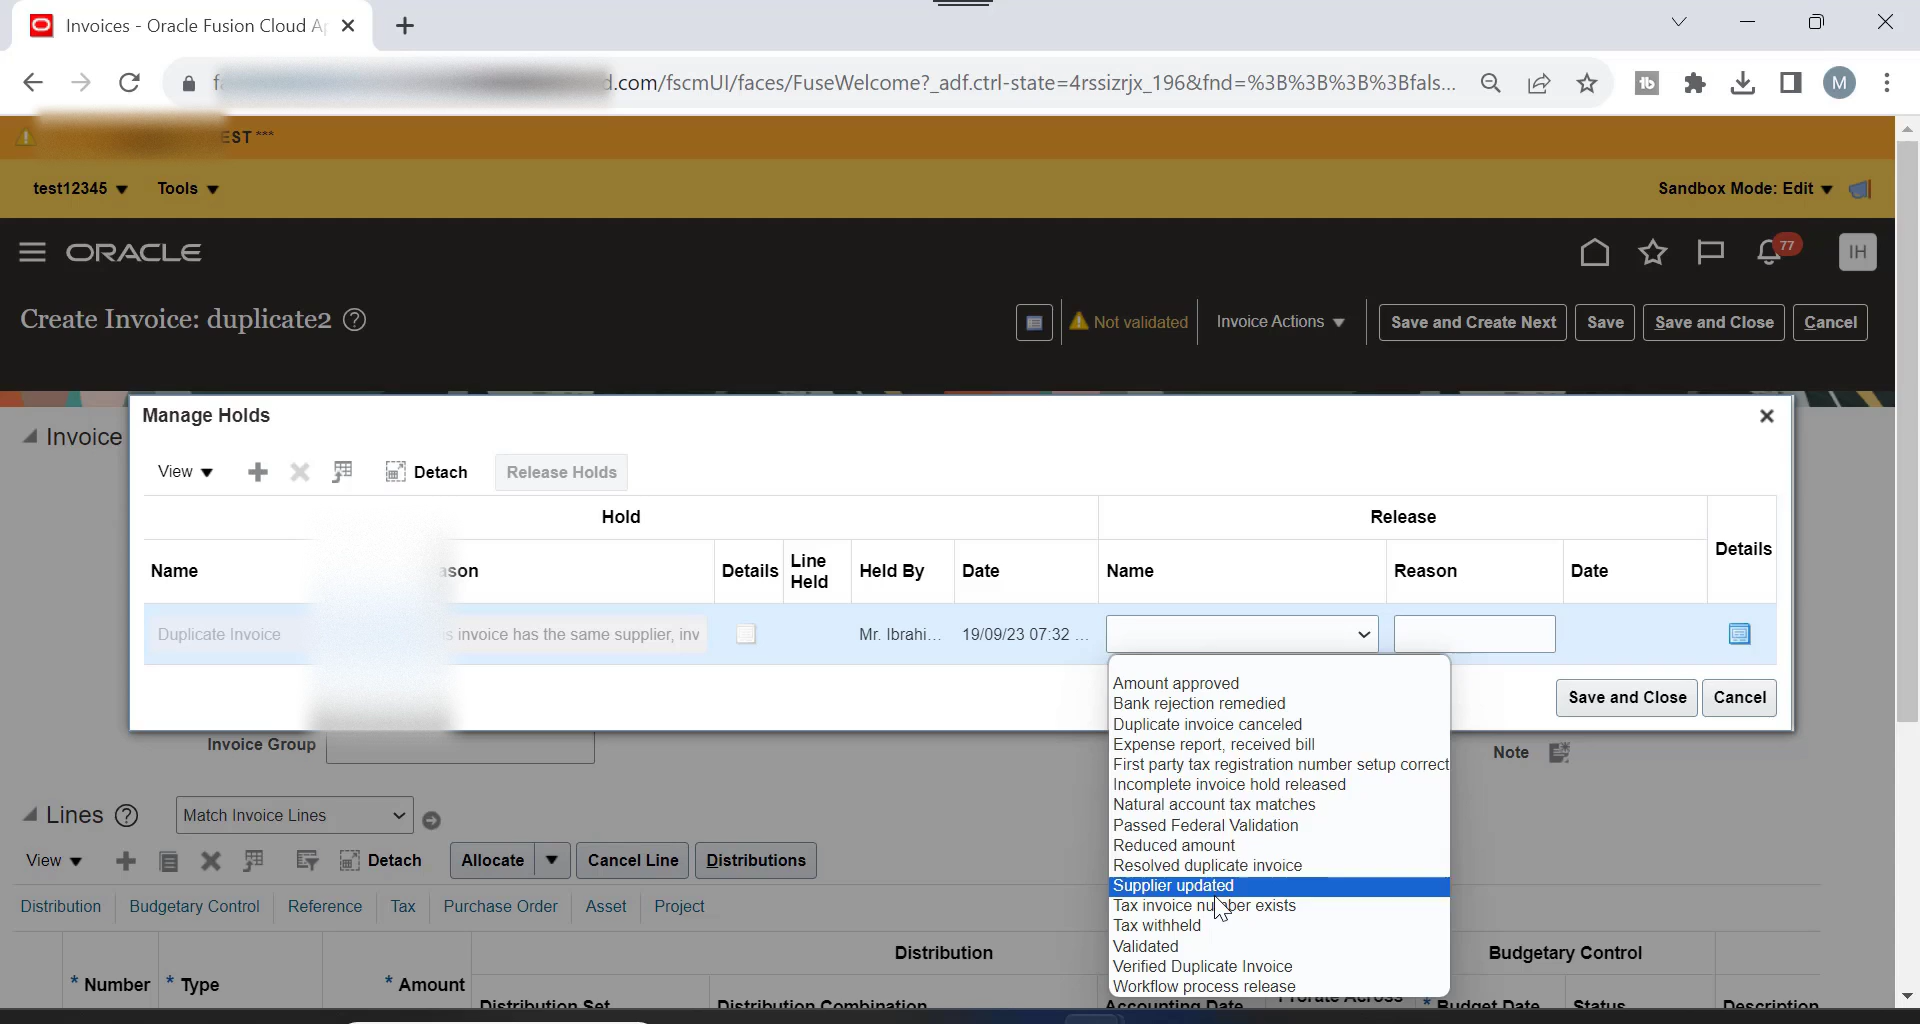 Invoices - Oracle Fusion Cloud A
.com/fscmUI/faces/FuseWelcome?_adf.ctrl-state=4rssizrjx_196&fnd=%3B%3B%3B%3Bfals...
M
EST ***
test12345
Tools
Sandbox Mode: Edit
ORACLE
77
IH
Create Invoice: duplicate2
Not validated
Invoice Actions
Save and Create Next
Save
Save and Close
Cancel
Invoice
Manage Holds
View
Detach
Release Holds
Hold
Release
Details
Name
ason
Details
Line Held
Held By
Date
Name
Reason
Date
Duplicate Invoice
s invoice has the same supplier, inv
Mr. Ibrahi...
19/09/23 07:32 ...
Amount approved
Bank rejection remedied
Duplicate invoice canceled
Expense report, received bill
First party tax registration number setup correct
Incomplete invoice hold released
Natural account tax matches
Passed Federal Validation
Reduced amount
Resolved duplicate invoice
Supplier updated
Tax invoice number exists
Tax withheld
Validated
Verified Duplicate Invoice
Workflow process release
Save and Close
Cancel
Invoice Group
Note
Lines
Match Invoice Lines
View
Detach
Allocate
Cancel Line
Distributions
Distribution
Budgetary Control
Reference
Tax
Purchase Order
Asset
Project
Distribution
Budgetary Control
* Number
* Type
* Amount
Distribution Set
Distribution Combination
Accounting Date
Prorate Across
* Budget Date
Status
Description